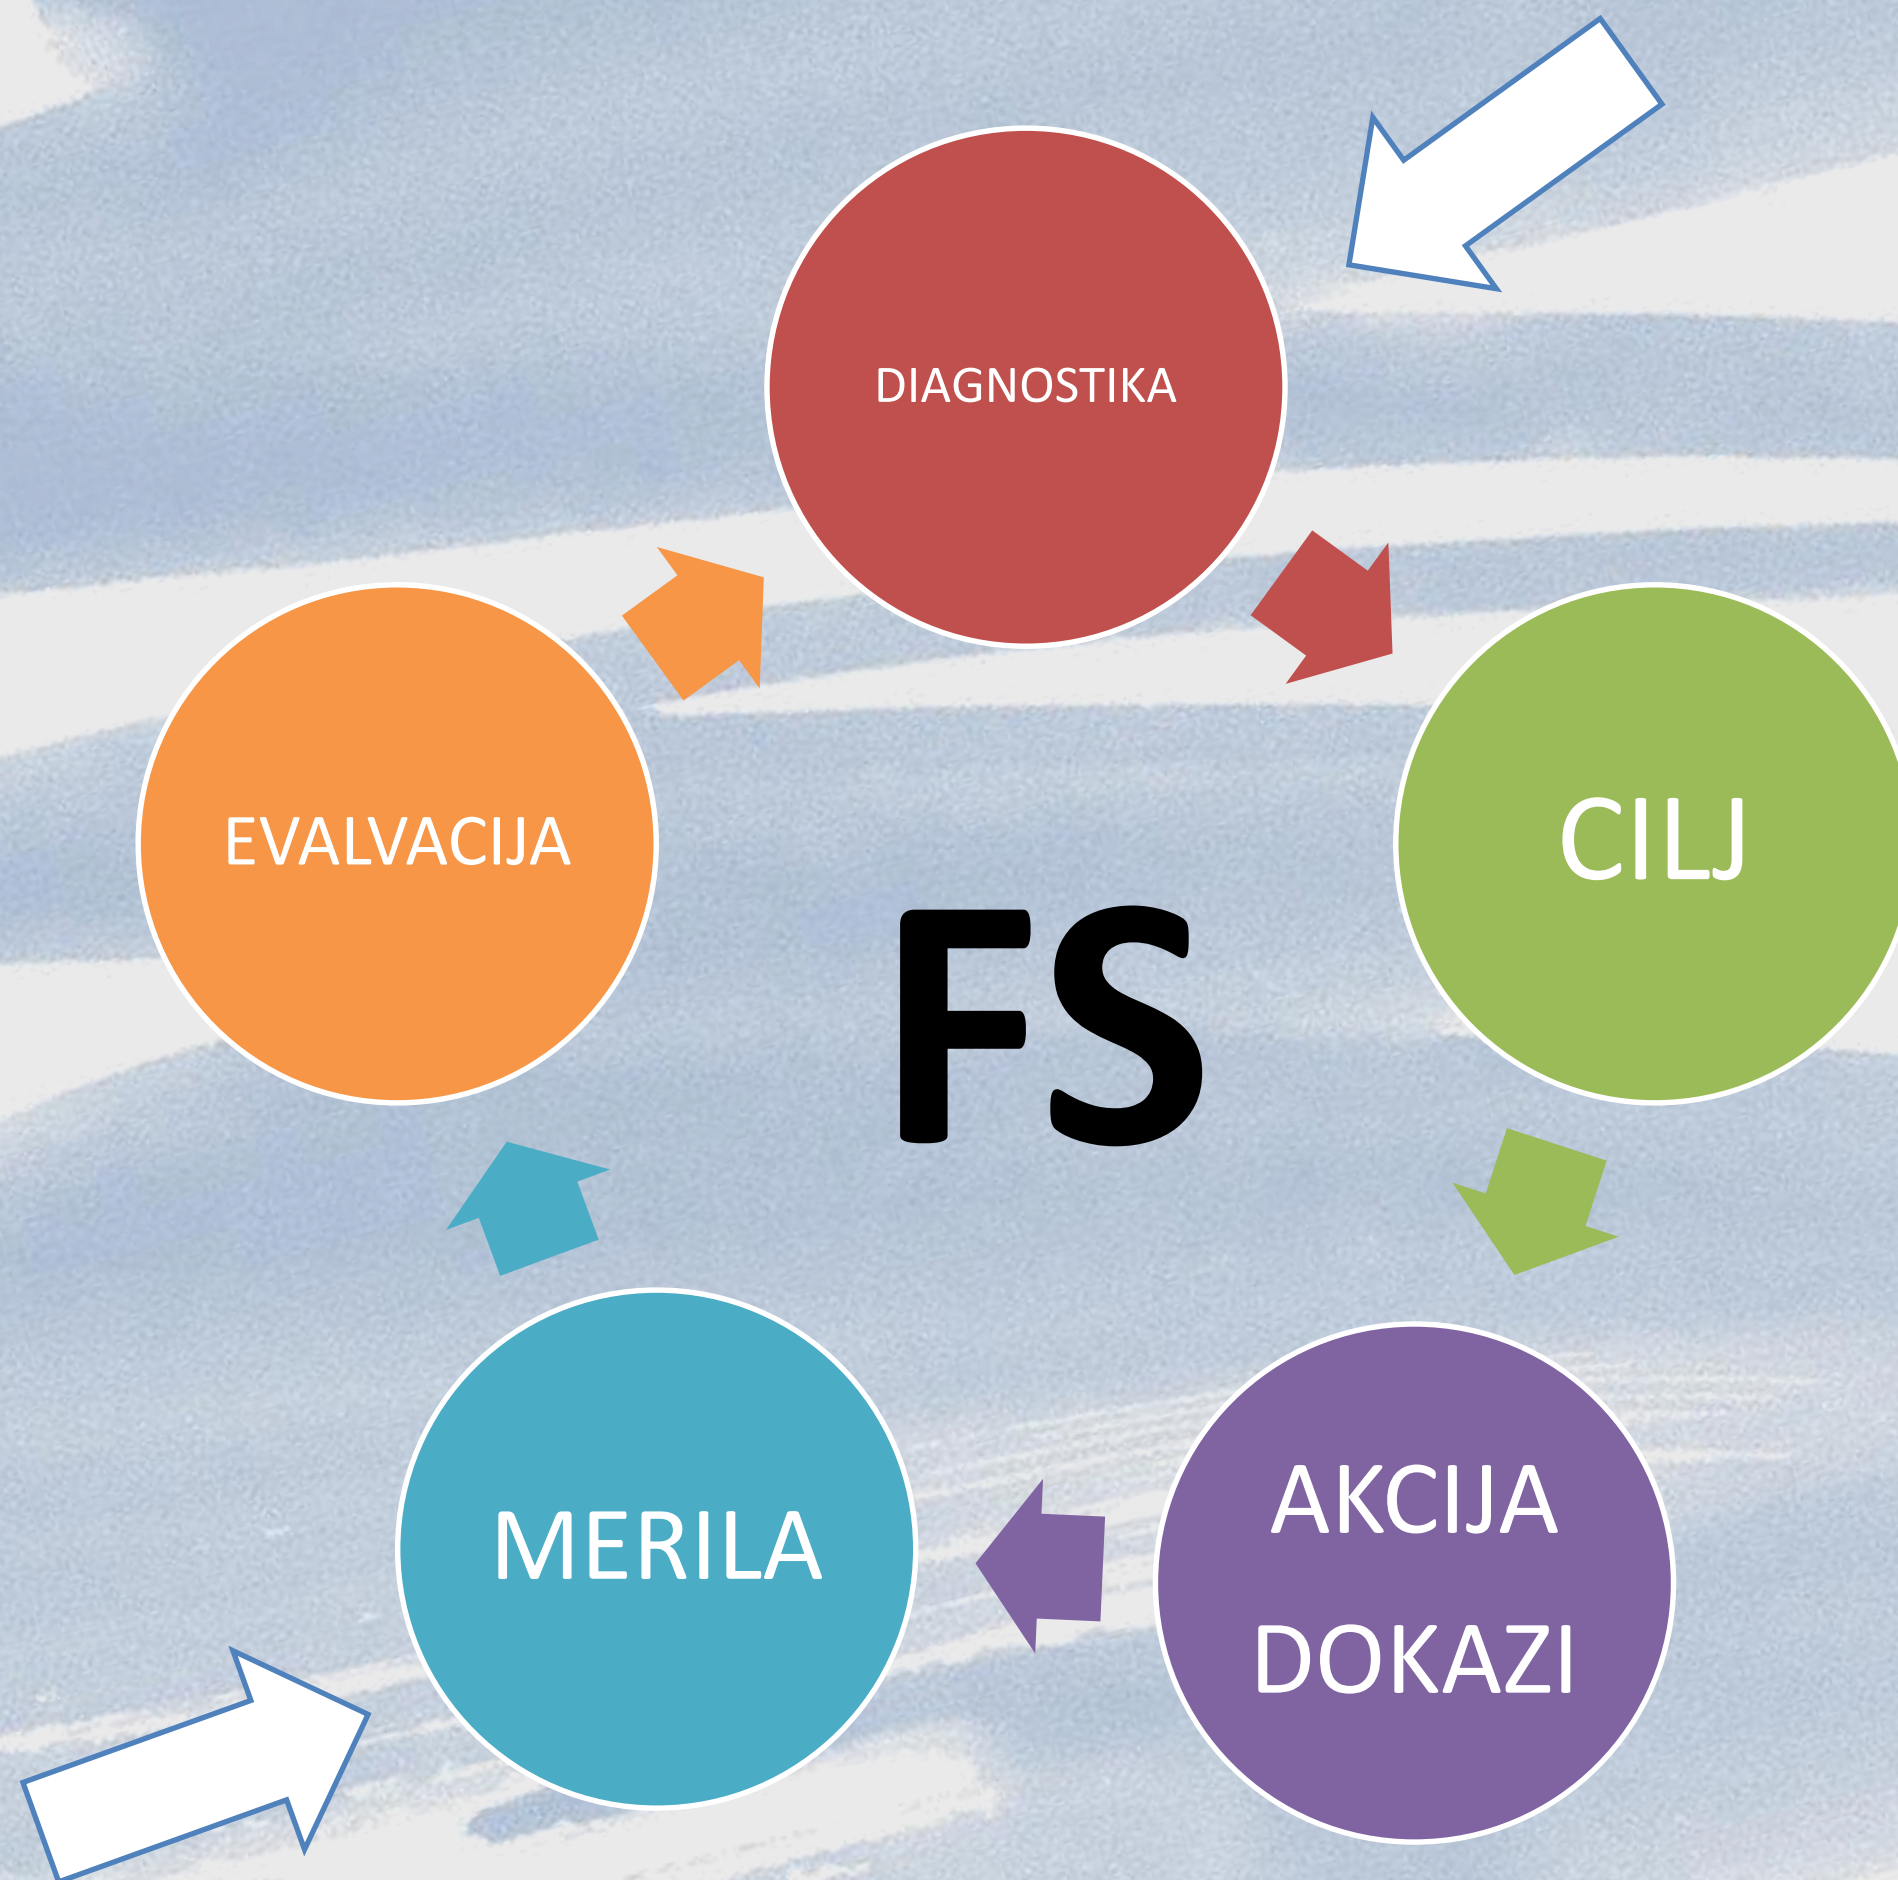 DIAGNOSTIKA
CILJ
AKCIJA
DOKAZI
MERILA
EVALVACIJA
FS